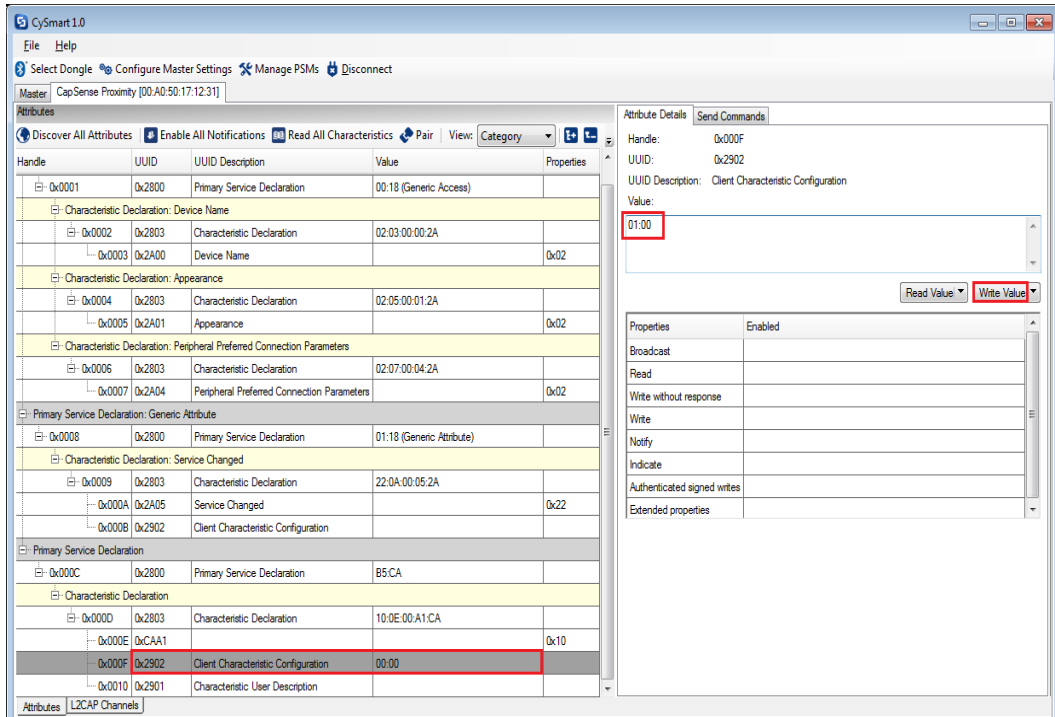 CySmart 1.0
File Help
Select Dongle Configure Master Settings Manage PSMs Disconnect
Master CapSense Proximity [00:A0:50:17:12:31]
Attributes
Discover All Attributes Enable All Notifications Read All Characteristics Pair View: Category
Handle UUID UUID Description Value Properties
0x0001 0x2800 Primary Service Declaration 00:18 (Generic Access)
Characteristic Declaration: Device Name
0x0002 0x2803 Characteristic Declaration 02:03:00:00:2A
0x0003 0x2A00 Device Name 0x02
Characteristic Declaration: Appearance
0x0004 0x2803 Characteristic Declaration 02:05:00:01:2A
0x0005 0x2A01 Appearance 0x02
Characteristic Declaration: Peripheral Preferred Connection Parameters
0x0006 0x2803 Characteristic Declaration 02:07:00:04:2A
0x0007 0x2A04 Peripheral Preferred Connection Parameters 0x02
Primary Service Declaration: Generic Attribute
0x0008 0x2800 Primary Service Declaration 01:18 (Generic Attribute)
Characteristic Declaration: Service Changed
0x0009 0x2803 Characteristic Declaration 22:0A:00:05:2A
0x000A 0x2A05 Service Changed 0x22
0x000B 0x2902 Client Characteristic Configuration
Primary Service Declaration
0x000C 0x2800 Primary Service Declaration B5:CA
Characteristic Declaration
0x000D 0x2803 Characteristic Declaration 10:0E:00:A1:CA
0x000E 0xCAA1 0x10
0x000F 0x2902 Client Characteristic Configuration 00:00
0x0010 0x2901 Characteristic User Description
Attributes L2CAP Channels
Attribute Details Send Commands
Handle: 0x000F
UUID: 0x2902
UUID Description: Client Characteristic Configuration
Value:
01:00
Read Value Write Value
Properties Enabled
Broadcast
Read
Write without response
Write
Notify
Indicate
Authenticated signed writes
Extended properties